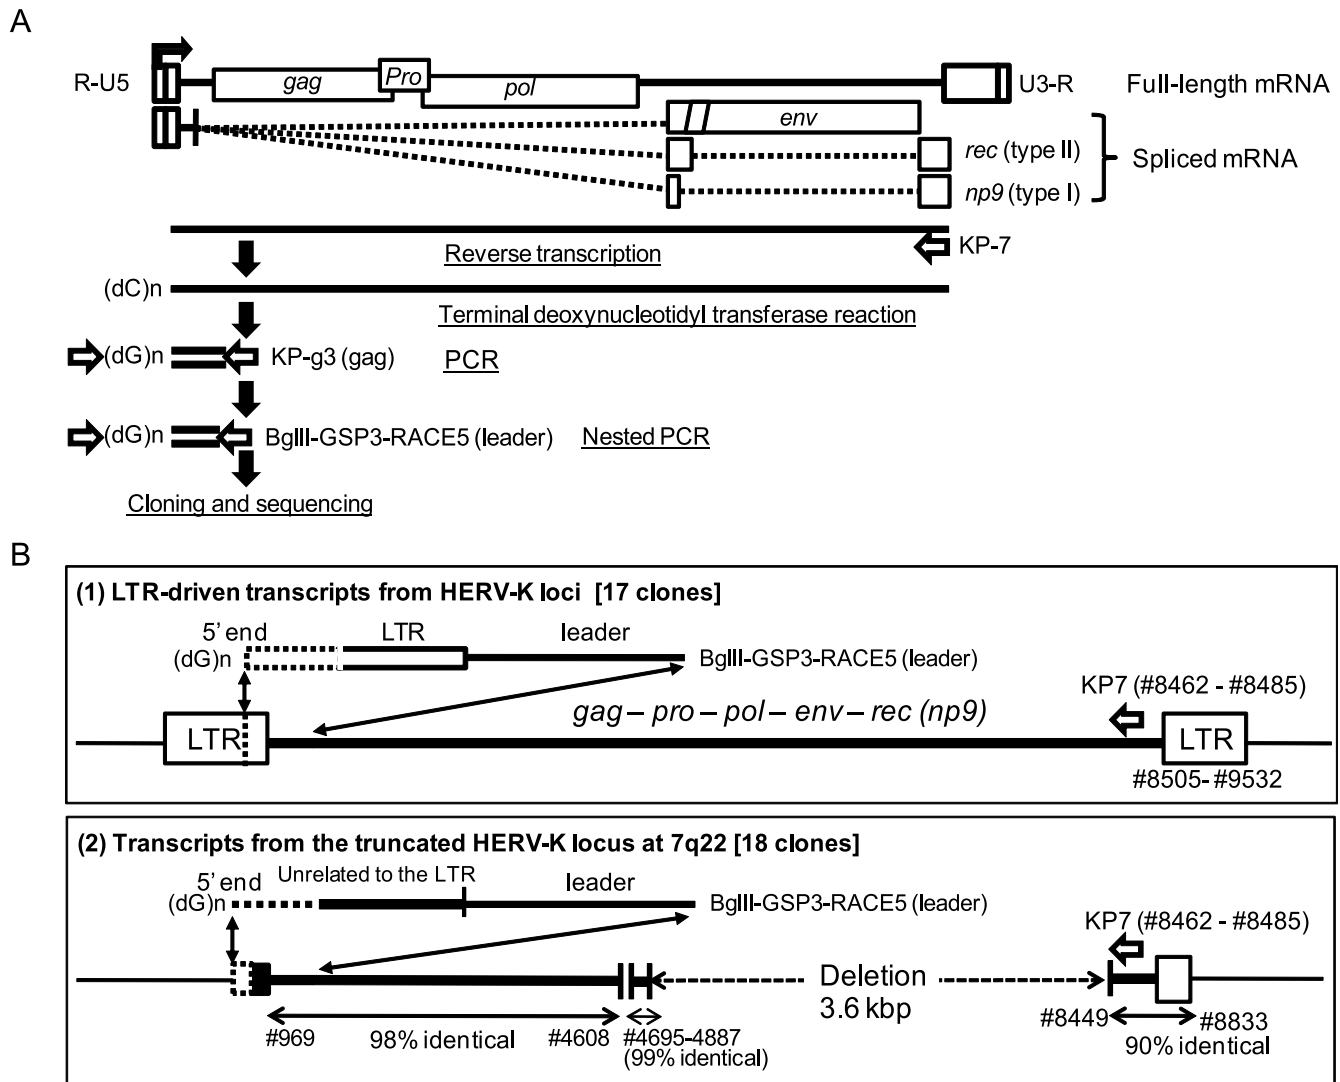 A
R-U5
gag
Pro
pol
U3-R
Full-length mRNA
env
rec (type II)
np9 (type I)
Spliced mRNA
KP-7
Reverse transcription
(dC)n
Terminal deoxynucleotidyl transferase reaction
(dG)n
KP-g3 (gag)
PCR
(dG)n
BglII-GSP3-RACE5 (leader)
Nested PCR
Cloning and sequencing
B
(1) LTR-driven transcripts from HERV-K loci [17 clones]
5' end
LTR
leader
(dG)n
BglII-GSP3-RACE5 (leader)
KP7 (#8462 - #8485)
gag – pro – pol – env – rec (np9)
LTR
LTR
#8505- #9532
(2) Transcripts from the truncated HERV-K locus at 7q22 [18 clones]
5' end
Unrelated to the LTR
leader
(dG)n
BglII-GSP3-RACE5 (leader)
KP7 (#8462 - #8485)
Deletion
3.6 kbp
#969
98% identical
#4608
#4695-4887
(99% identical)
#8449
#8833
90% identical